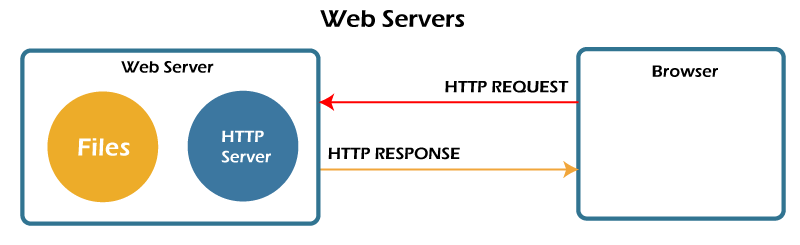 Web Servers
Web Server
Files
HTTP
Server
HTTP REQUEST
HTTP RESPONSE
Browser